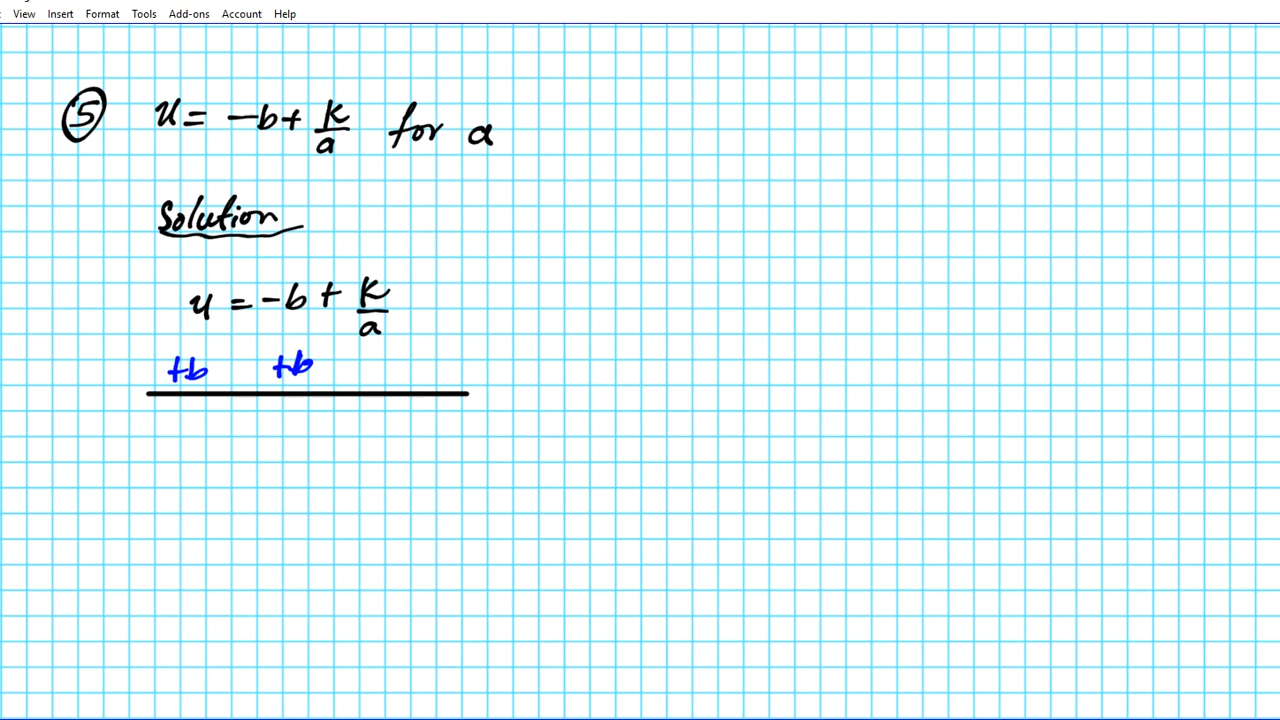 View Insert Format Tools Add-ons Account Help
5 u = -b + k/a for a
Solution
u = -b + k/a
+b +b